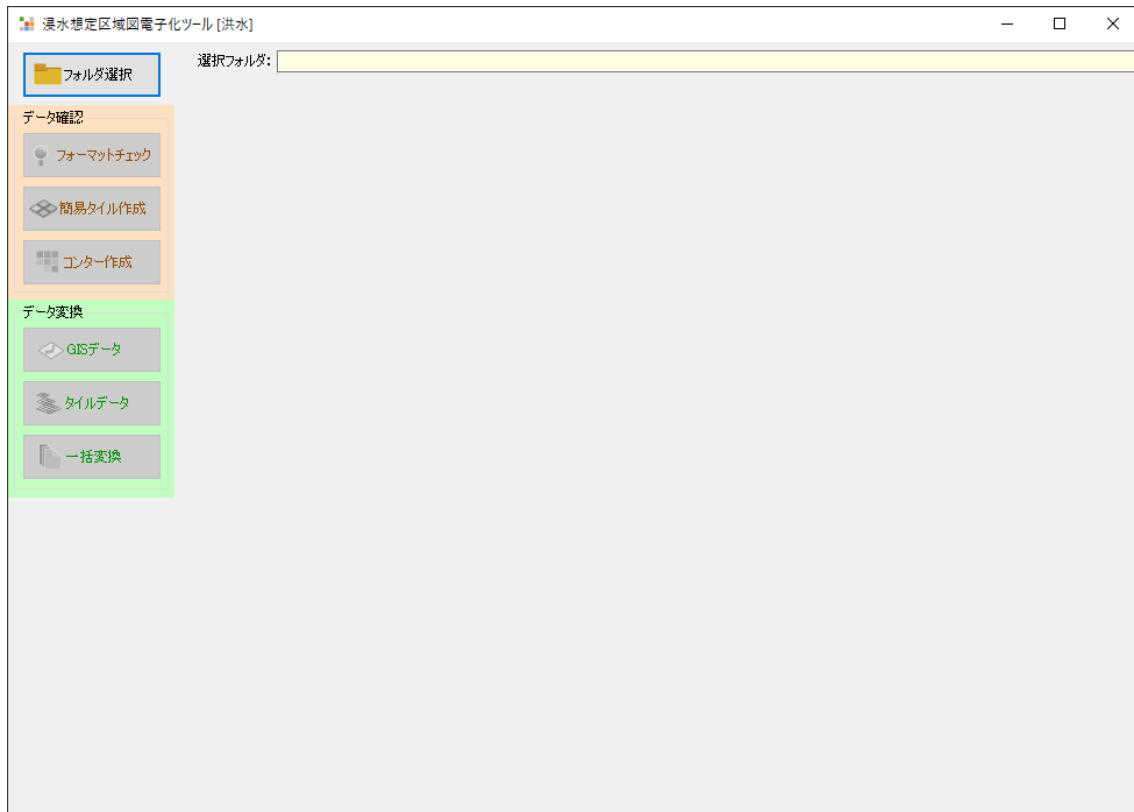 浸水想定区域図電子化ツール [洪水]
フォルダ選択
選択フォルダ:
データ確認
フォーマットチェック
簡易タイル作成
コンター作成
データ変換
GISデータ
タイルデータ
一括変換